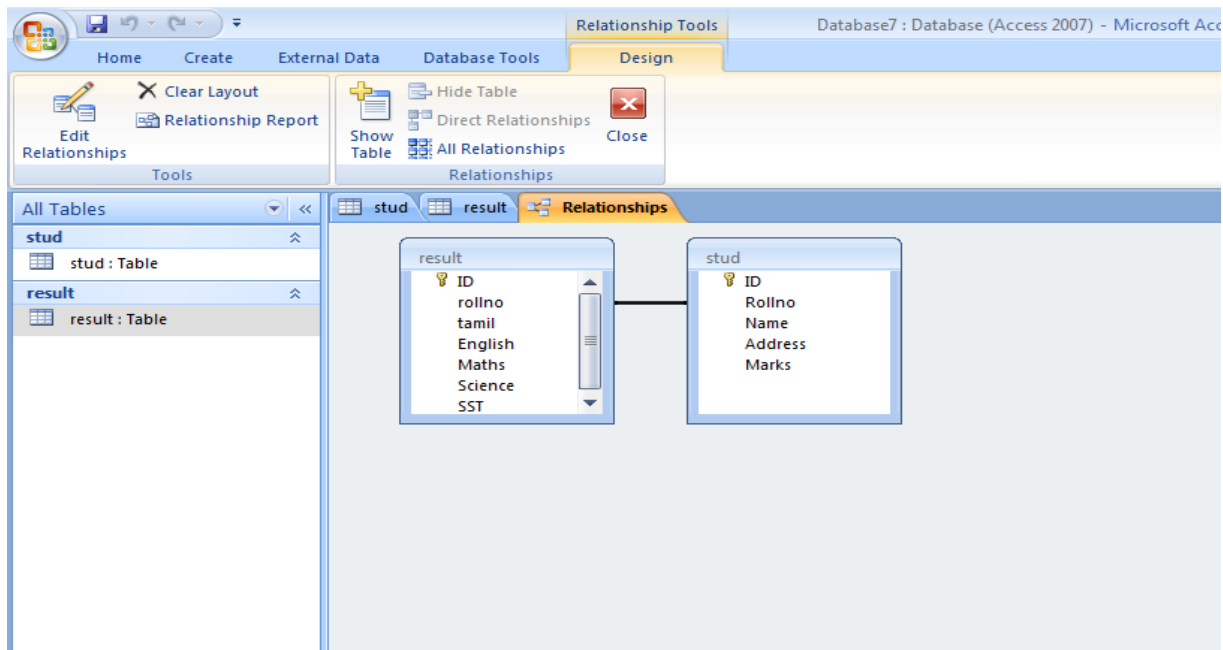 Relationship Tools
Database7 : Database (Access 2007) - Microsoft Acc
Home Create External Data Database Tools Design
Edit Relationships
Clear Layout
Relationship Report
Tools
Show Table
Hide Table
Direct Relationships
All Relationships
Close
Relationships
All Tables
stud
stud : Table
result
result : Table
stud result Relationships
result
ID
rollno
tamil
English
Maths
Science
SST
stud
ID
Rollno
Name
Address
Marks